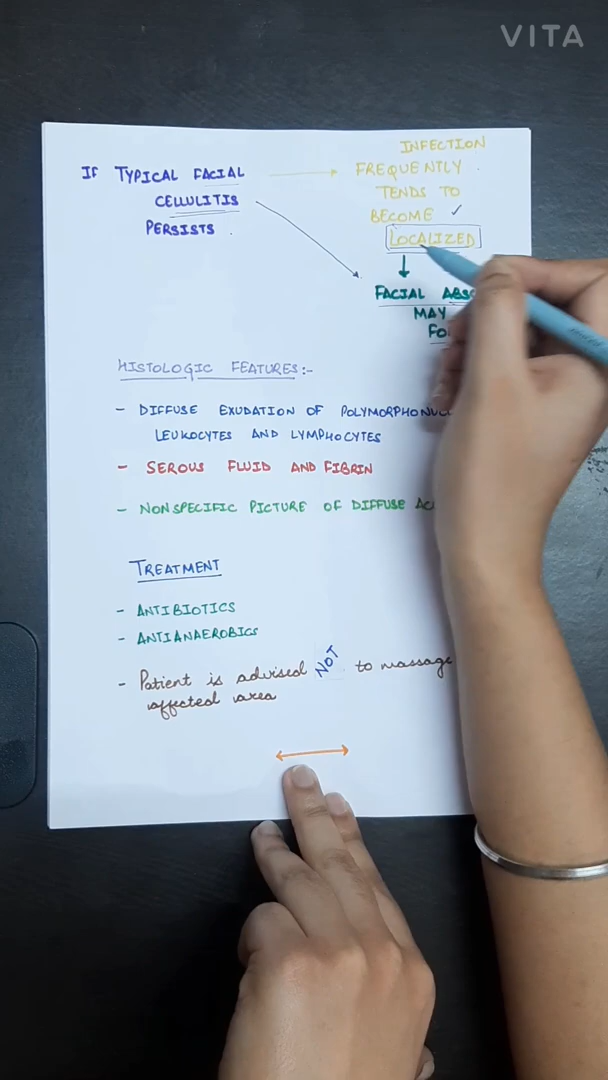 VITA
IF TYPICAL FACIAL
CELLULITIS
PERSISTS
INFECTION
FREQUENTLY
TENDS TO
BECOME ✓
LOCALIZED
FACIAL
MAY
HISTOLOGIC FEATURES:-
- DIFFUSE EXUDATION OF
LEUKOCYTES AND LYMPHOCYTES
- SEROUS FLUID AND FIBRIN
- NONSPECIFIC PICTURE OF DIFFUSE
TREATMENT
- ANTIBIOTICS
- ANTIANAEROBICS
- Patient is advised NOT to massage
affected area